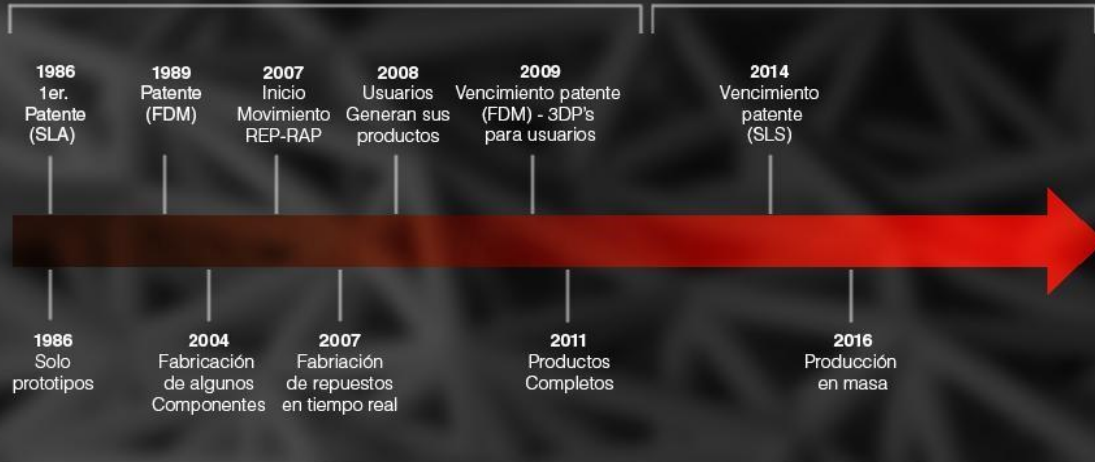 1986
1er.
Patente
(SLA)
1989
Patente
(FDM)
2007
Inicio
Movimiento
REP-RAP
2008
Usuarios
Generan sus
productos
2009
Vencimiento patente
(FDM) - 3DP's
para usuarios
2014
Vencimiento
patente
(SLS)
1986
Solo
prototipos
2004
Fabricación
de algunos
Componentes
2007
Fabriación
de repuestos
en tiempo real
2011
Productos
Completos
2016
Producción
en masa